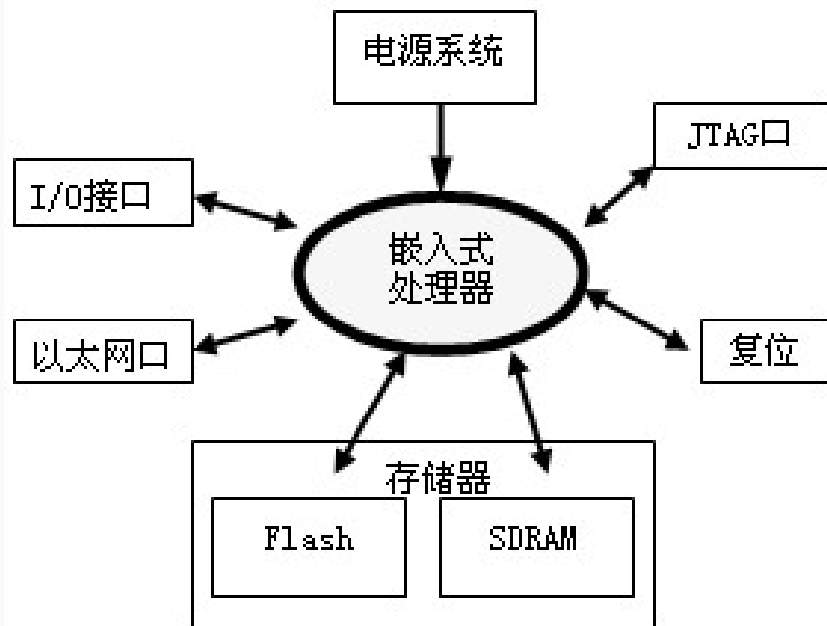 电源系统
JTAG口
I/O接口
嵌入式
处理器
以太网口
复位
存储器
Flash
SDRAM